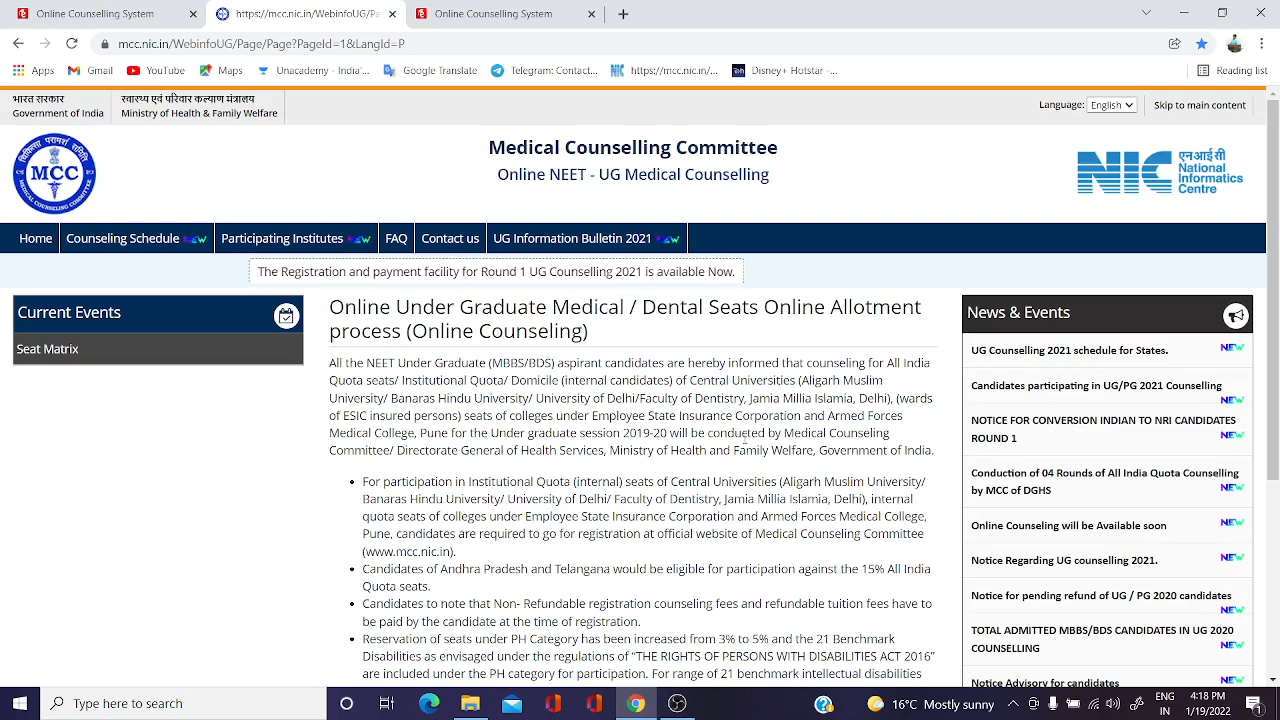 Online Counselling System
https://mcc.nic.in/WebinfoUG/Pa
Online Counselling System
mcc.nic.in/WebinfoUG/Page/Page?PageId=1&LangId=P
Apps
Gmail
YouTube
Maps
Unacademy - India'...
Google Translate
Telegram: Contact...
https://mcc.nic.in/...
Disney+ Hotstar -...
Reading list
भारत सरकार
Government of India
स्वास्थ्य एवं परिवार कल्याण मंत्रालय
Ministry of Health & Family Welfare
Language: English
Skip to main content
चिकित्सा परामर्श समिति
MCC
MEDICAL COUNSELING COMMITTEE
Medical Counselling Committee
Online NEET - UG Medical Counselling
NIC
एन आई सी
National
Informatics
Centre
Home
Counseling Schedule NEW
Participating Institutes NEW
FAQ
Contact us
UG Information Bulletin 2021 NEW
The Registration and payment facility for Round 1 UG Counselling 2021 is available Now.
Current Events
Seat Matrix
Online Under Graduate Medical / Dental Seats Online Allotment
process (Online Counseling)
All the NEET Under Graduate (MBBS/BDS) aspirant candidates are hereby informed that counseling for All India
Quota seats/ Institutional Quota/ Domicile (internal candidates) of Central Universities (Aligarh Muslim
University/ Banaras Hindu University/ University of Delhi/Faculty of Dentistry, Jamia Millia Islamia, Delhi), (wards
of ESIC insured persons) seats of colleges under Employee State Insurance Corporation and Armed Forces
Medical College, Pune for the Under graduate session 2019-20 will be conducted by Medical Counseling
Committee/ Directorate General of Health Services, Ministry of Health and Family Welfare, Government of India.
• For participation in Institutional Quota (internal) seats of Central Universities (Aligarh Muslim University/
Banaras Hindu University/ University of Delhi/ Faculty of Dentistry, Jamia Millia Islamia, Delhi), internal
quota seats of colleges under Employee State Insurance Corporation and Armed Forces Medical College,
Pune, candidates are required to go for registration at official website of Medical Counseling Committee
(www.mcc.nic.in).
• Candidates of Andhra Pradesh and Telangana would be eligible for participation against the 15% All India
Quota seats.
• Candidates to note that Non- Refundable registration counseling fees and refundable tuition fees have to
be paid by the candidate at the time of registration.
• Reservation of seats under PH Category has been increased from 3% to 5% and the 21 Benchmark
Disabilities as envisaged under the regulations of “THE RIGHTS OF PERSONS WITH DISABILITIES ACT 2016”
are included under the PH category for participation. For range of 21 benchmark intellectual disabilities
News & Events
UG Counselling 2021 schedule for States. NEW
Candidates participating in UG/PG 2021 Counselling
NEW
NOTICE FOR CONVERSION INDIAN TO NRI CANDIDATES
ROUND 1 NEW
Conduction of 04 Rounds of All India Quota Counselling
by MCC of DGHS NEW
Online Counseling will be Available soon NEW
Notice Regarding UG counselling 2021. NEW
Notice for pending refund of UG / PG 2020 candidates
NEW
TOTAL ADMITTED MBBS/BDS CANDIDATES IN UG 2020
COUNSELLING NEW
Notice Advisory for candidates NEW
Type here to search
16°C Mostly sunny
ENG
IN
4:18 PM
1/19/2022